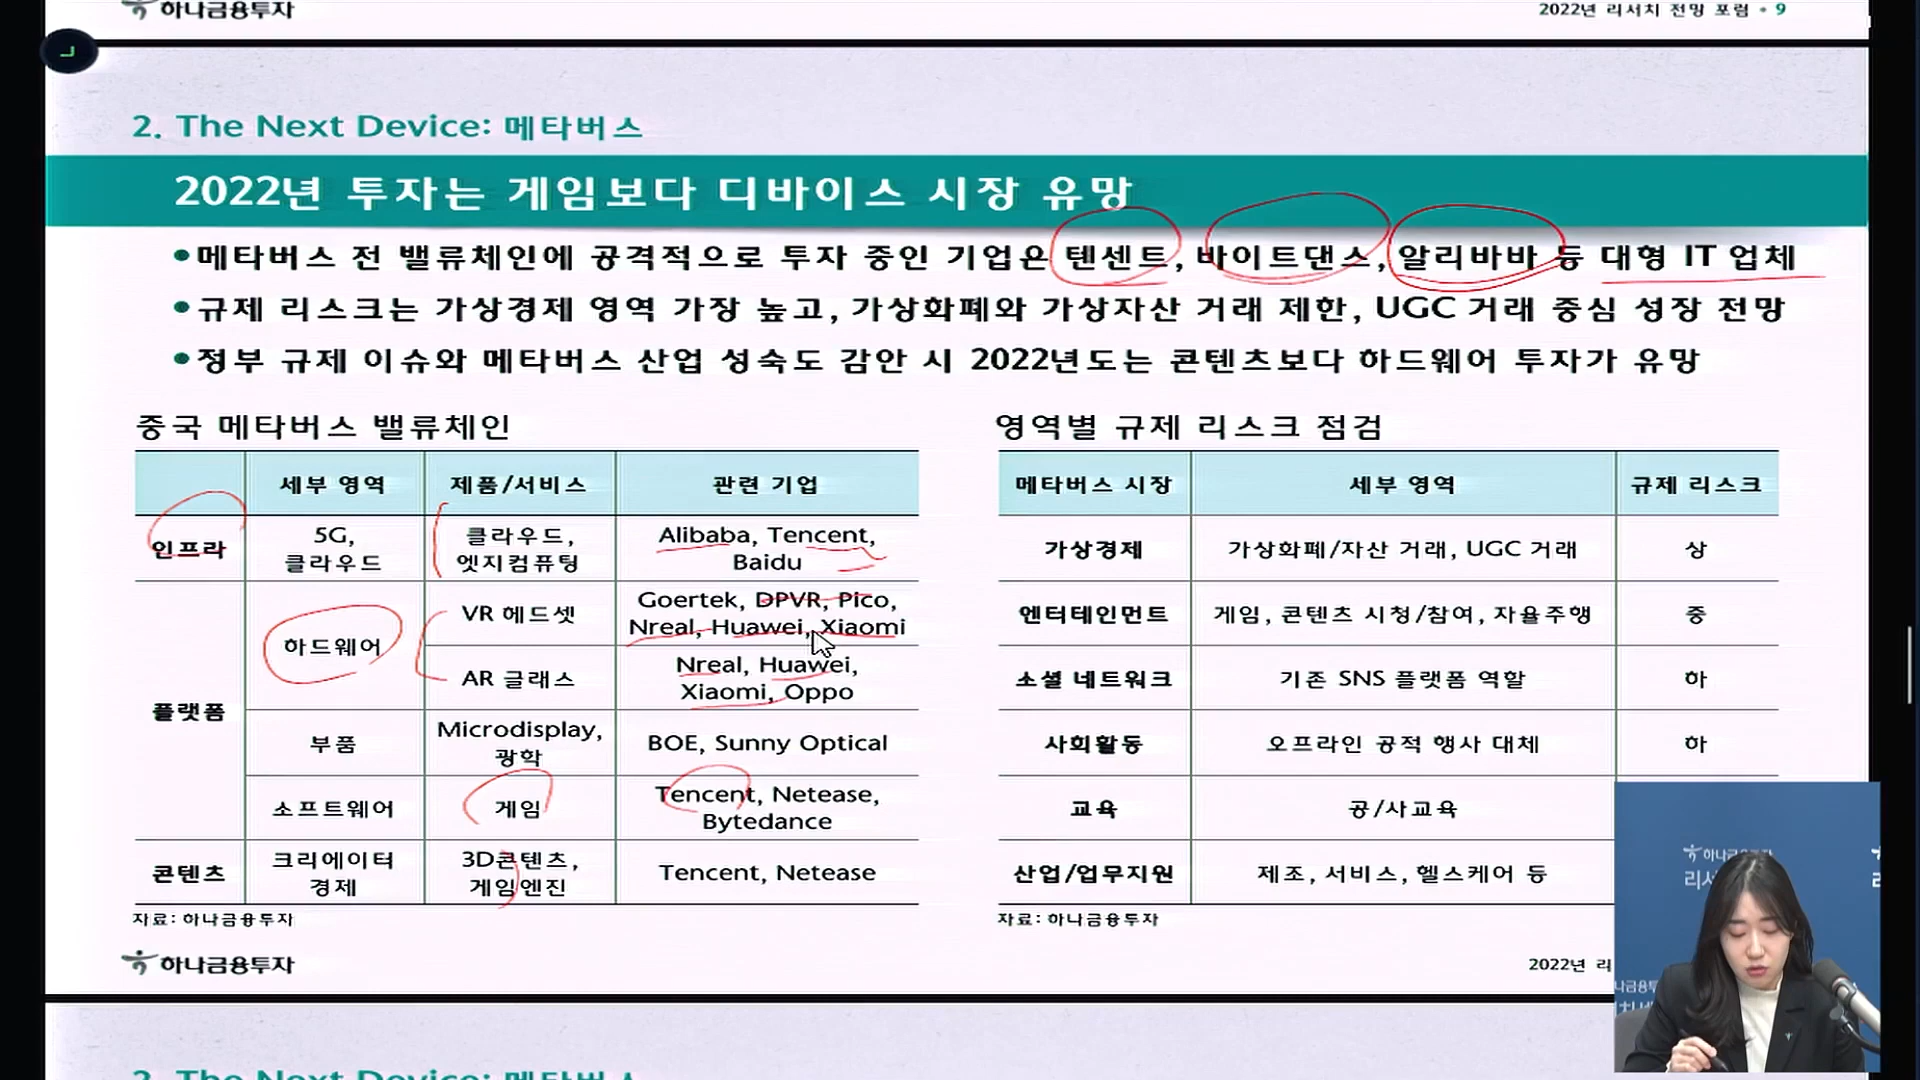 하나금융투자
2022년 리서치 전망 포럼 • 9
2. The Next Device: 메타버스
2022년 투자는 게임보다 디바이스 시장 유망
•메타버스 전 밸류체인에 공격적으로 투자 중인 기업은 텐센트, 바이트댄스, 알리바바 등 대형 IT 업체
•규제 리스크는 가상경제 영역 가장 높고, 가상화폐와 가상자산 거래 제한, UGC 거래 중심 성장 전망
•정부 규제 이슈와 메타버스 산업 성숙도 감안 시 2022년도는 콘텐츠보다 하드웨어 투자가 유망
중국 메타버스 밸류체인
세부 영역 제품/서비스 관련 기업
인프라
5G,
클라우드
클라우드,
엣지컴퓨팅
Alibaba, Tencent,
Baidu
플랫폼
하드웨어
VR 헤드셋
Goertek, DPVR, Pico,
Nreal, Huawei, Xiaomi
AR 글래스
Nreal, Huawei,
Xiaomi, Oppo
부품
Microdisplay,
광학
BOE, Sunny Optical
소프트웨어
게임
Tencent, Netease,
Bytedance
콘텐츠
크리에이터
경제
3D콘텐츠,
게임엔진
Tencent, Netease
자료: 하나금융투자
영역별 규제 리스크 점검
메타버스 시장 세부 영역 규제 리스크
가상경제 가상화폐/자산 거래, UGC 거래 상
엔터테인먼트 게임, 콘텐츠 시청/참여, 자율주행 중
소셜 네트워크 기존 SNS 플랫폼 역할 하
사회활동 오프라인 공적 행사 대체 하
교육 공/사교육
산업/업무지원 제조, 서비스, 헬스케어 등
자료: 하나금융투자
하나금융투자
2022년 리
하나금융투자
2. The Next Device: 메타버스